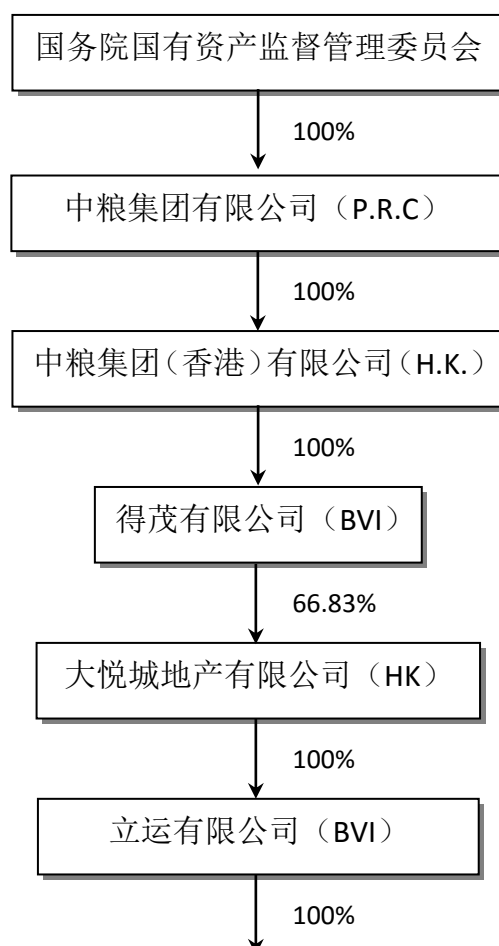 国务院国有资产监督管理委员会
100%
中粮集团有限公司（P.R.C）
100%
中粮集团（香港）有限公司（H.K.）
100%
得茂有限公司（BVI）
66.83%
大悦城地产有限公司（HK）
100%
立运有限公司（BVI）
100%